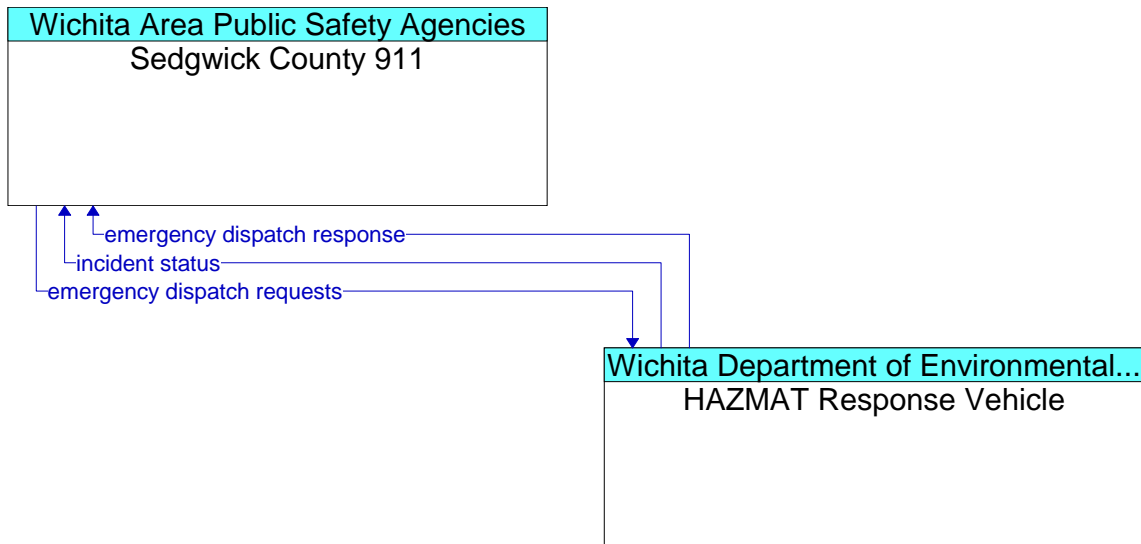 Wichita Area Public Safety Agencies
Sedgwick County 911
emergency dispatch response
incident status
emergency dispatch requests
Wichita Department of Environmental...
HAZMAT Response Vehicle